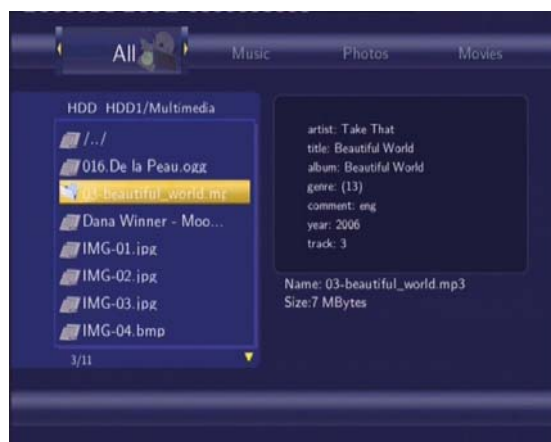 All
Music
Photos
Movies
HDD HDD1/Multimedia
/../
016.De la Peau.ogg
03-beautiful_world.mp
Dana Winner - Moo...
IMG-01.jpg
IMG-02.jpg
IMG-03.jpg
IMG-04.bmp
3/11
artist: Take That
title: Beautiful World
album: Beautiful World
genre: (13)
comment: eng
year: 2006
track: 3
Name: 03-beautiful_world.mp3
Size:7 MBytes